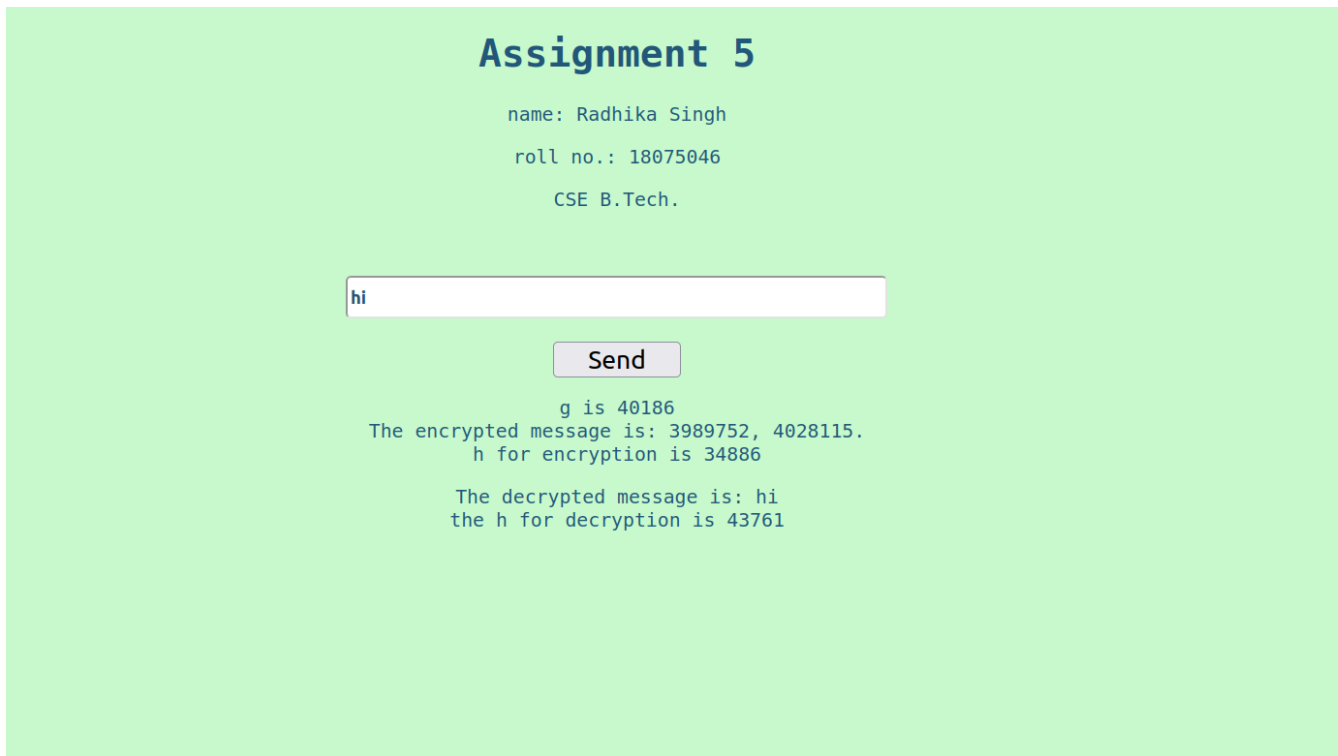 Assignment 5
name: Radhika Singh
roll no.: 18075046
CSE B.Tech.
hi
Send
g is 40186
The encrypted message is: 3989752, 4028115.
h for encryption is 34886
The decrypted message is: hi
the h for decryption is 43761